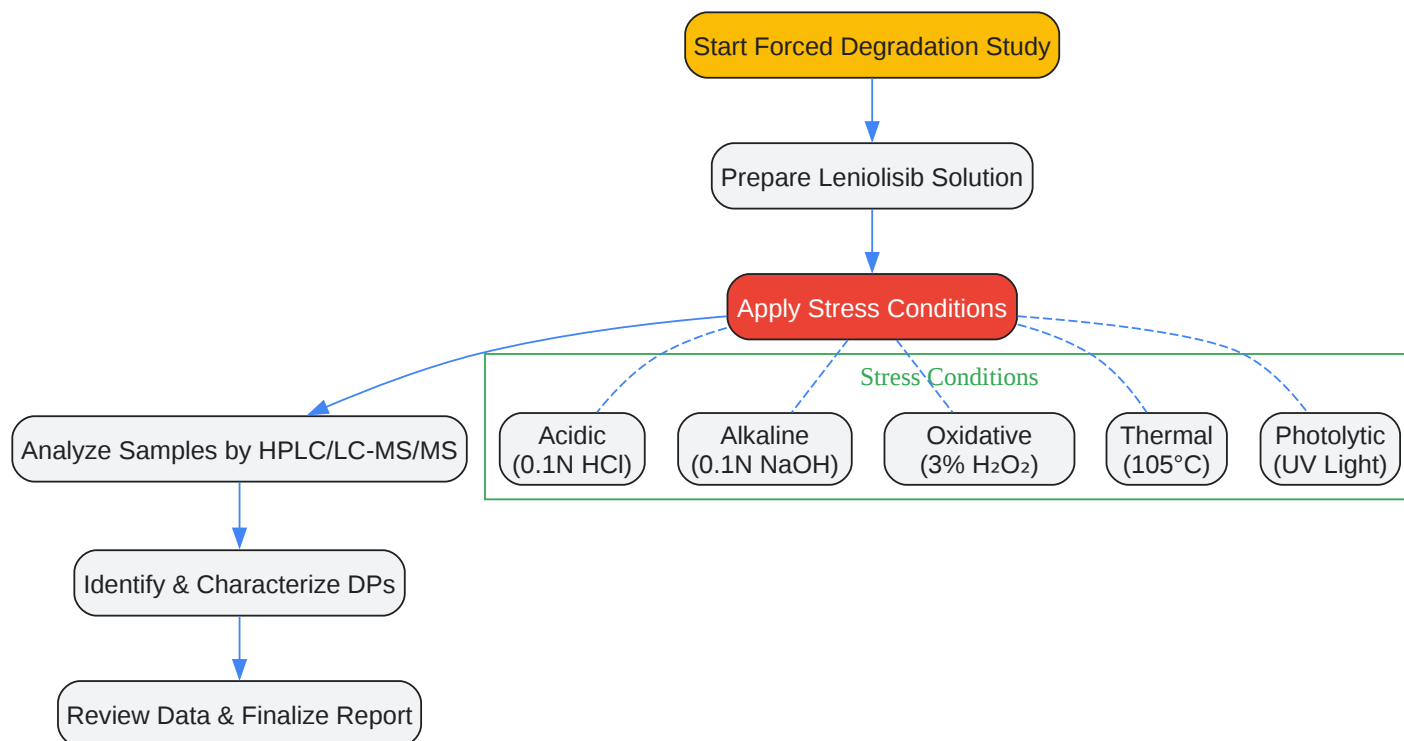 Start Forced Degradation Study
Prepare Leniolisib Solution
Apply Stress Conditions
Stress Conditions
Acidic
(0.1N HCl)
Alkaline
(0.1N NaOH)
Oxidative
(3% H₂O₂)
Thermal
(105°C)
Photolytic
(UV Light)
Analyze Samples by HPLC/LC-MS/MS
Identify & Characterize DPs
Review Data & Finalize Report